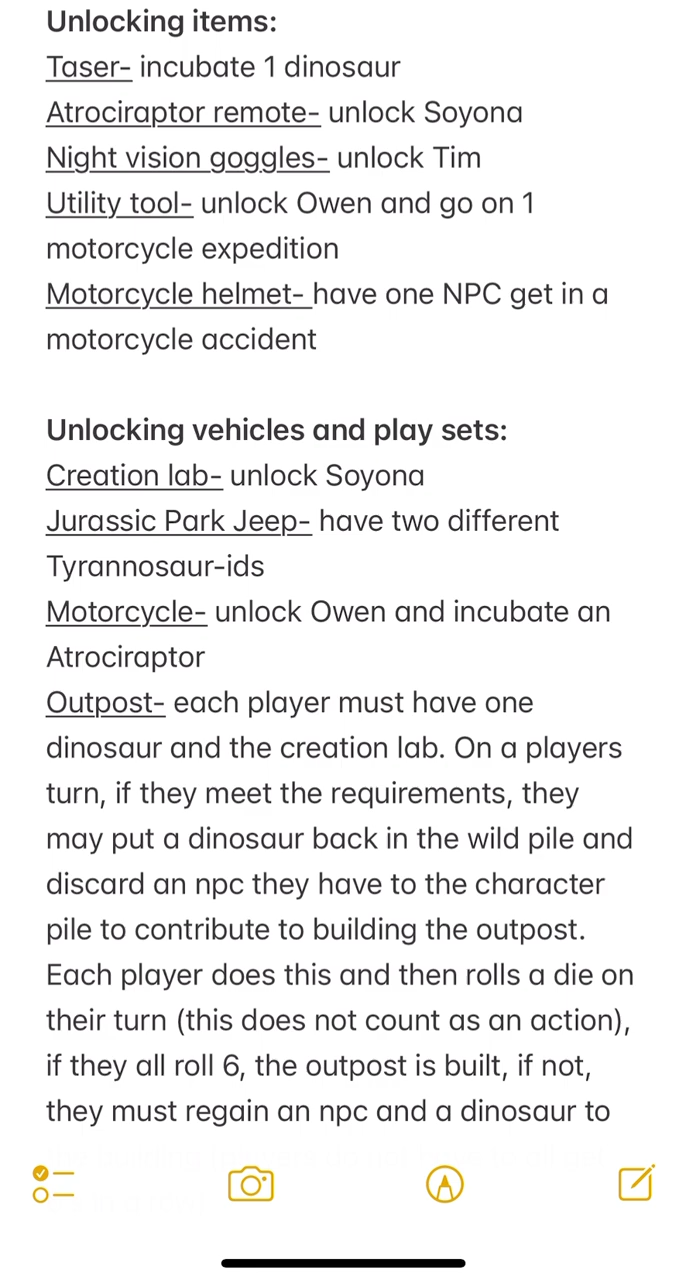 Unlocking items:
Taser- incubate 1 dinosaur
Atrociraptor remote- unlock Soyona
Night vision goggles- unlock Tim
Utility tool- unlock Owen and go on 1
motorcycle expedition
Motorcycle helmet- have one NPC get in a
motorcycle accident
Unlocking vehicles and play sets:
Creation lab- unlock Soyona
Jurassic Park Jeep- have two different
Tyrannosaur-ids
Motorcycle- unlock Owen and incubate an
Atrociraptor
Outpost- each player must have one
dinosaur and the creation lab. On a players
turn, if they meet the requirements, they
may put a dinosaur back in the wild pile and
discard an npc they have to the character
pile to contribute to building the outpost.
Each player does this and then rolls a die on
their turn (this does not count as an action),
if they all roll 6, the outpost is built, if not,
they must regain an npc and a dinosaur to